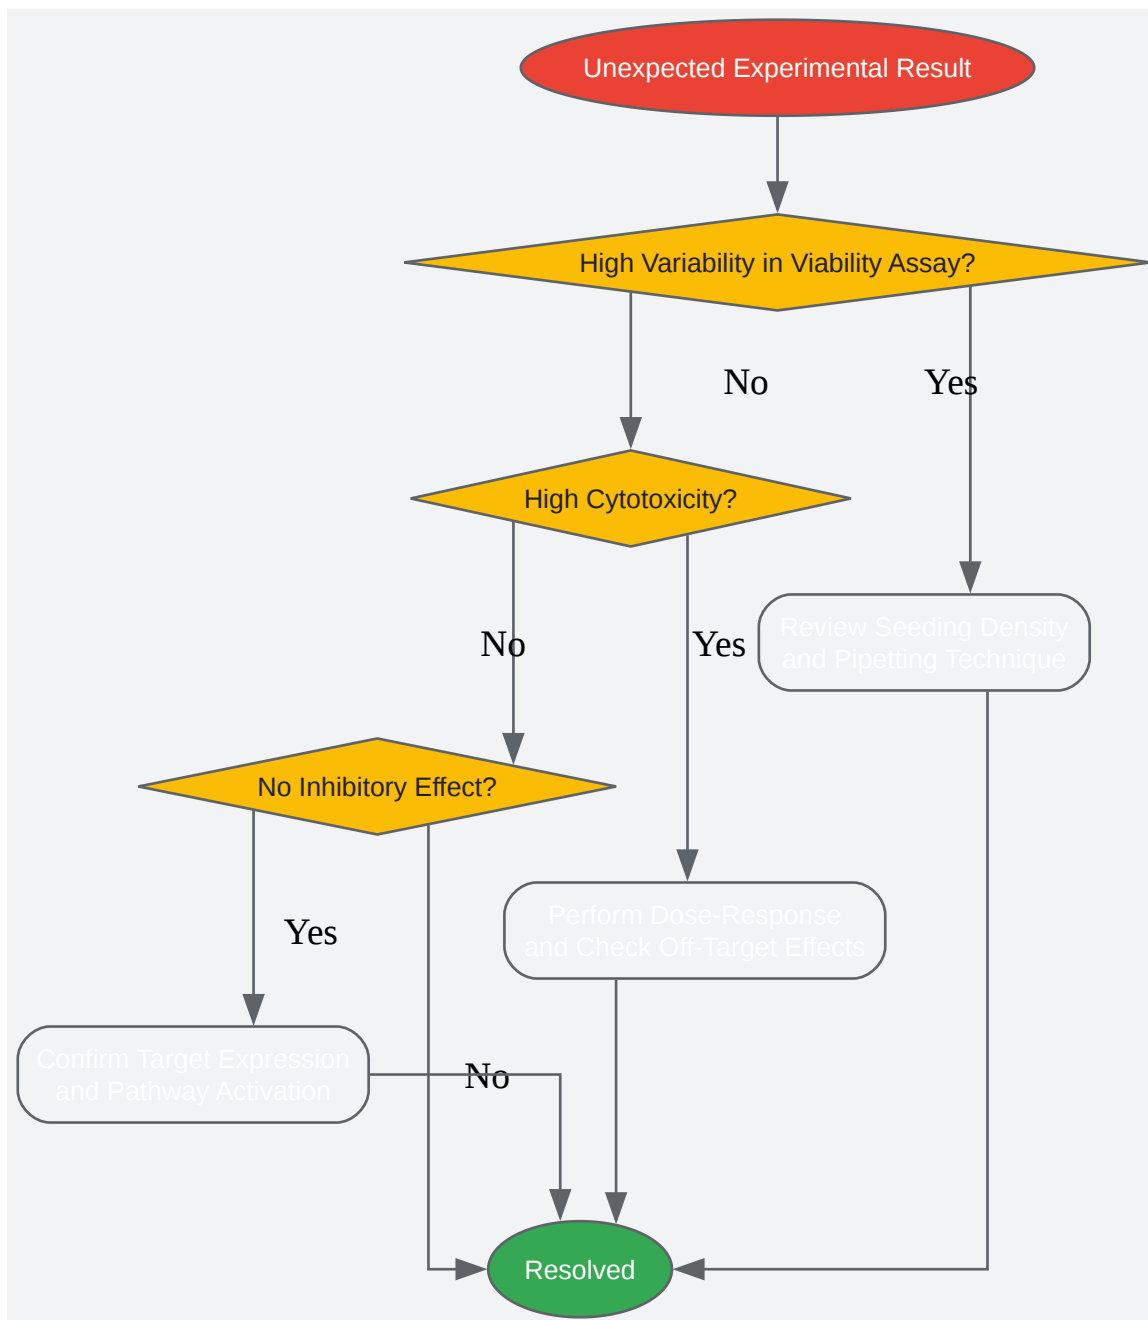 Unexpected Experimental Result
High Variability in Viability Assay?
No
Yes
High Cytotoxicity?
Review Seeding Density
and Pipetting Technique
No
Yes
No Inhibitory Effect?
Perform Dose-Response
and Check Off-Target Effects
Yes
Confirm Target Expression
and Pathway Activation
No
Resolved